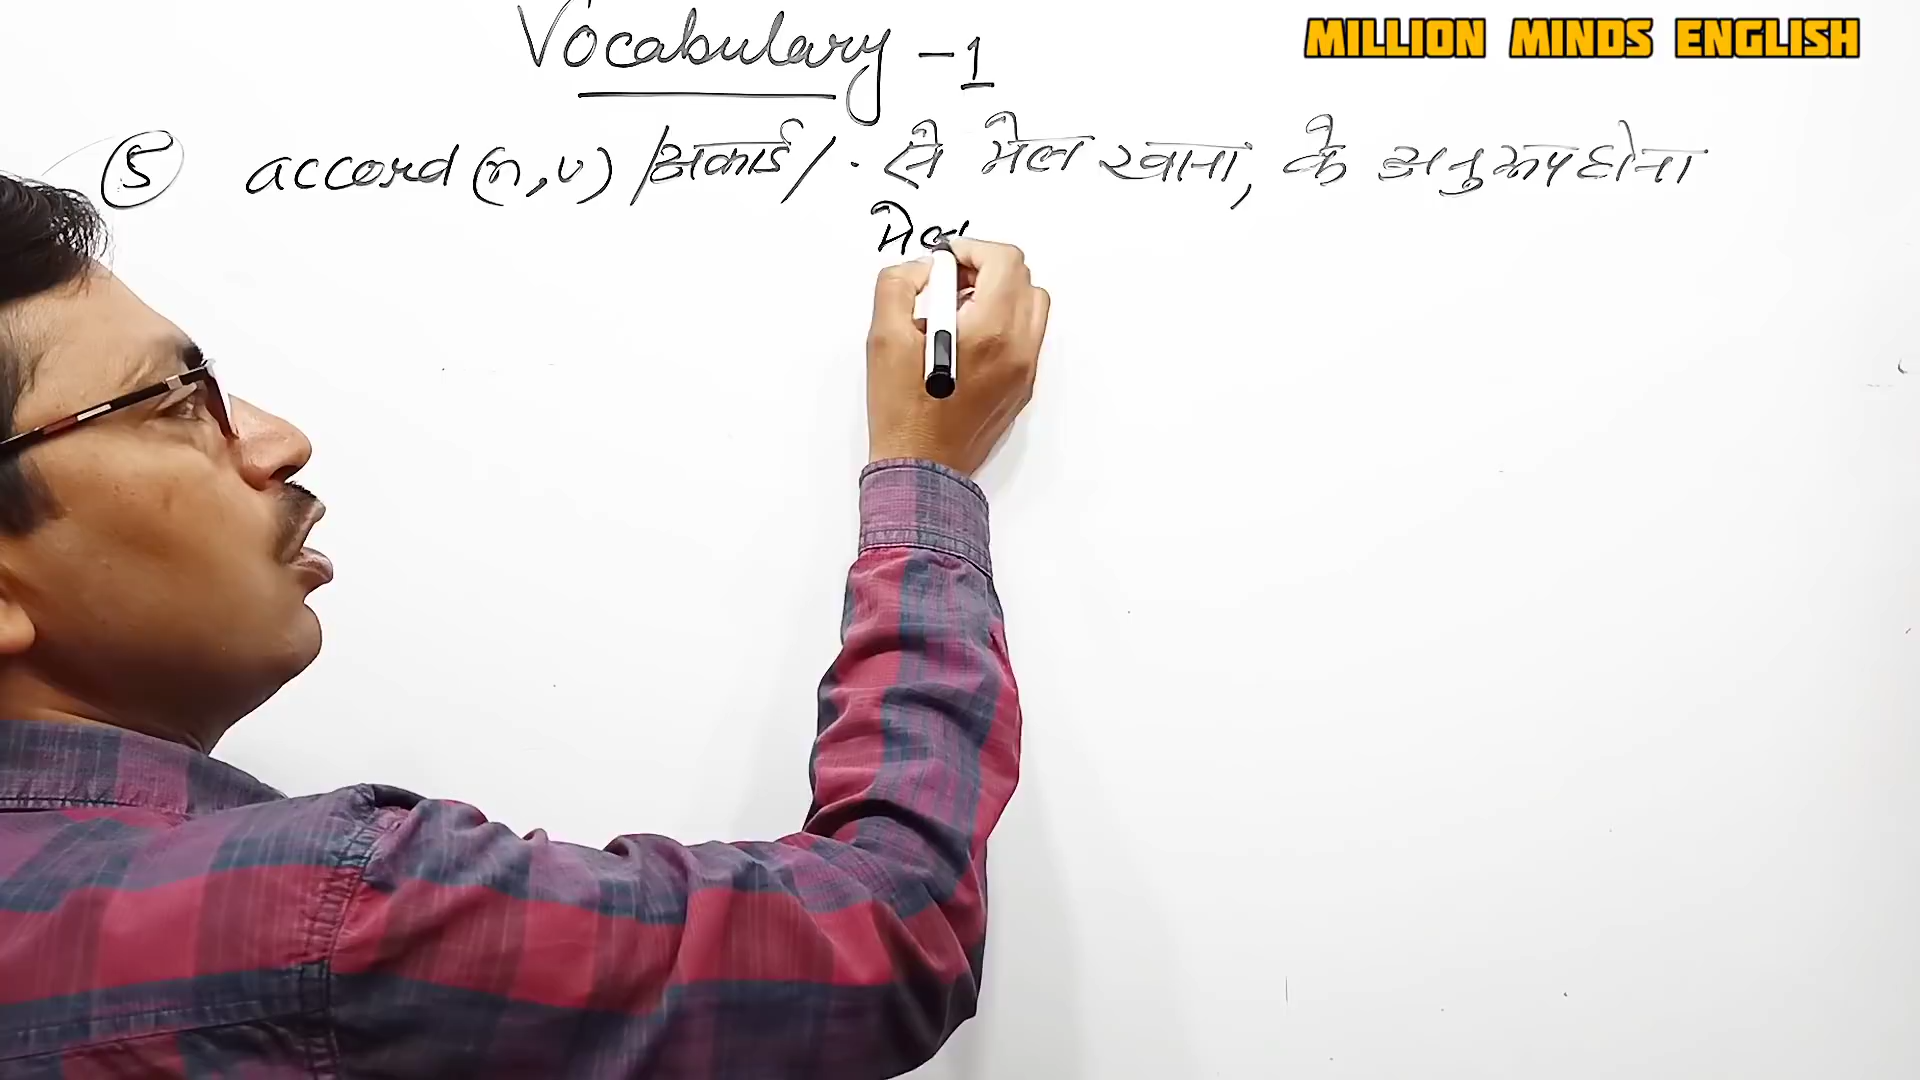 Vocabulary - 1
MILLION MINDS ENGLISH
5 accord (n,v) /अकार्ड/ - से मेल खाना, के अनुरूप होना
मेल